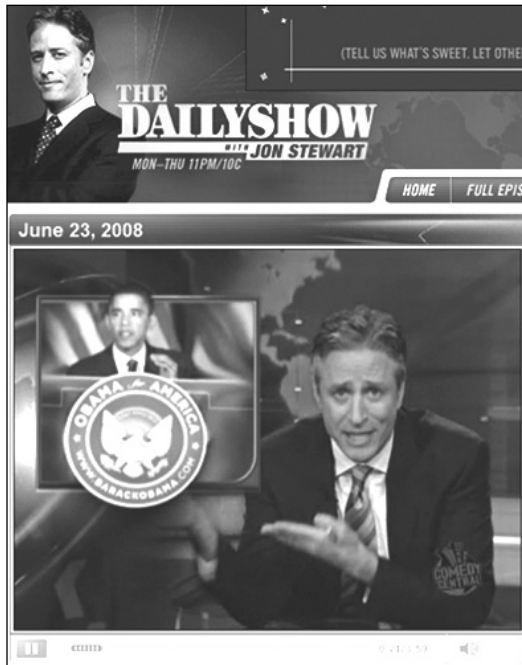 (TELL US WHAT'S SWEET. LET OTHE
THE
DAILYSHOW
WITH JON STEWART
MON–THU 11PM/10C
HOME
FULL EPIS
June 23, 2008
OBAMA for AMERICA
WWW.BARACKOBAMA.COM
COMEDY
CENTRAL